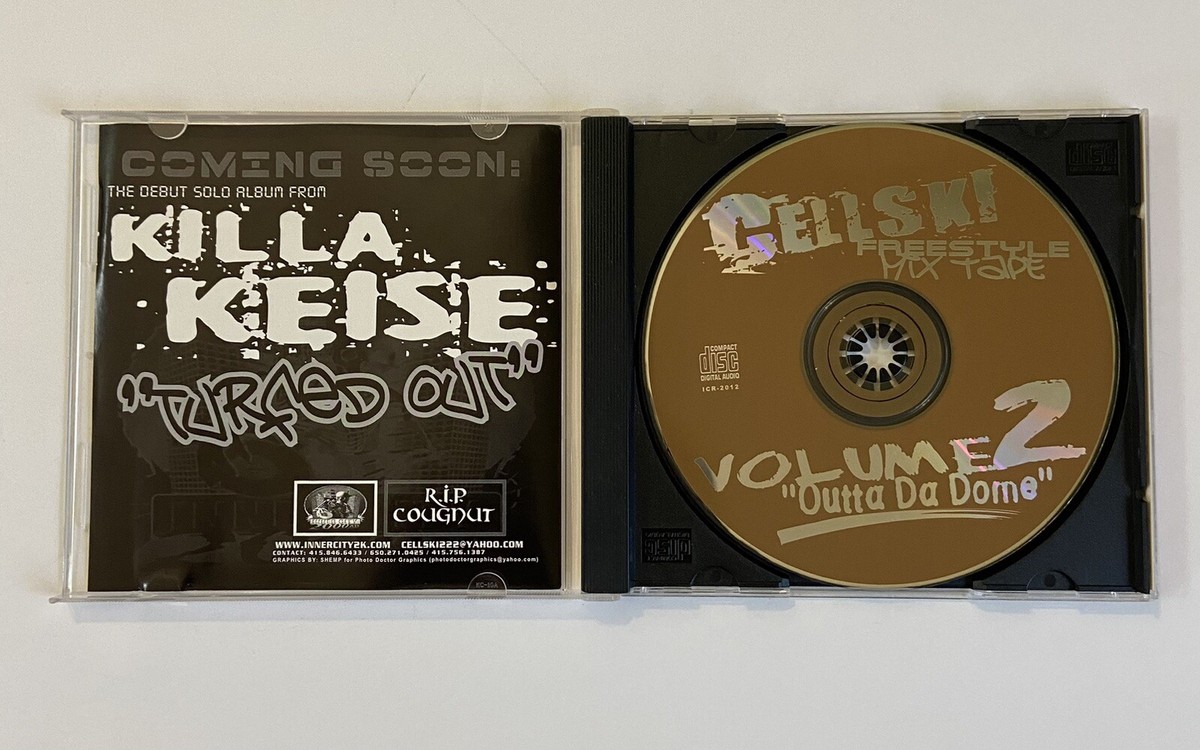 COMING SOON:
THE DEBUT SOLO ALBUM FROM
KILLA
KEISE
"TURFED OUT"
R.I.P.
COUGNUT
WWW.INNERCITY2K.COM CELLSKI222@YAHOO.COM
CONTACT: 415.846.6433 / 650.271.0425 / 415.756.1387
GRAPHICS BY: SHEMP for Photo Doctor Graphics (photodoctorgraphics@yahoo.com)
CELLSKI
FREESTYLE
MIX TAPE
COMPACT
disc
DIGITAL AUDIO
ICR-2012
VOLUME 2
"Outta Da Dome"